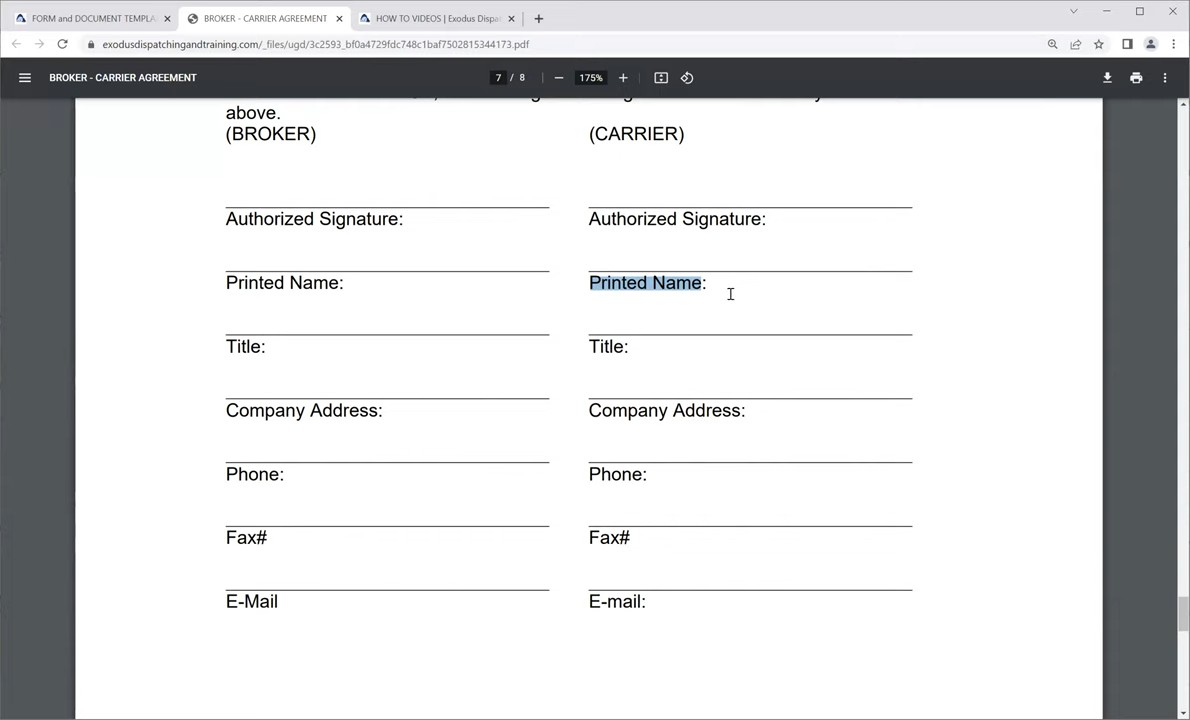 FORM and DOCUMENT TEMPLA
BROKER - CARRIER AGREEMENT
HOW TO VIDEOS | Exodus Dispat
exodusdispatchingandtraining.com/_files/ugd/3c2593_bf0a4729fdc748c1baf7502815344173.pdf
BROKER - CARRIER AGREEMENT
7 / 8
175%
above.
(BROKER) (CARRIER)
Authorized Signature: Authorized Signature:
Printed Name: Printed Name:
Title: Title:
Company Address: Company Address:
Phone: Phone:
Fax# Fax#
E-Mail E-mail: